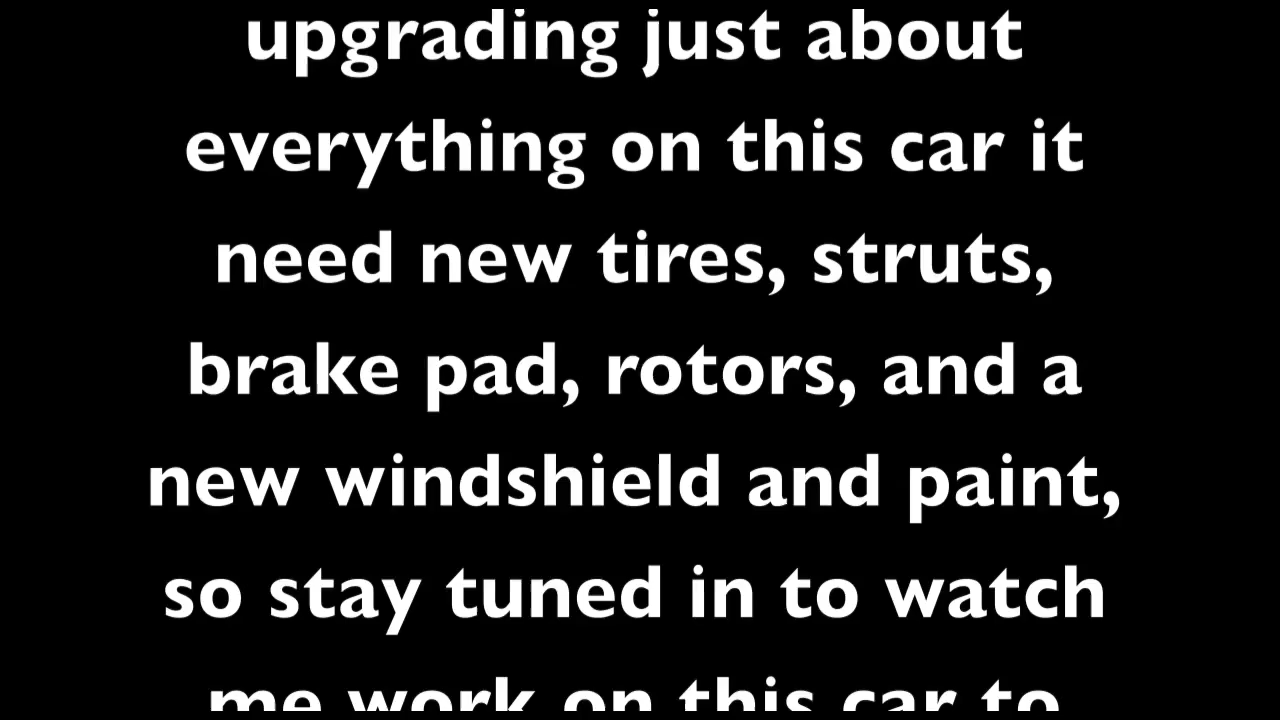 upgrading just about
everything on this car it
need new tires, struts,
brake pad, rotors, and a
new windshield and paint,
so stay tuned in to watch
me work on this car to